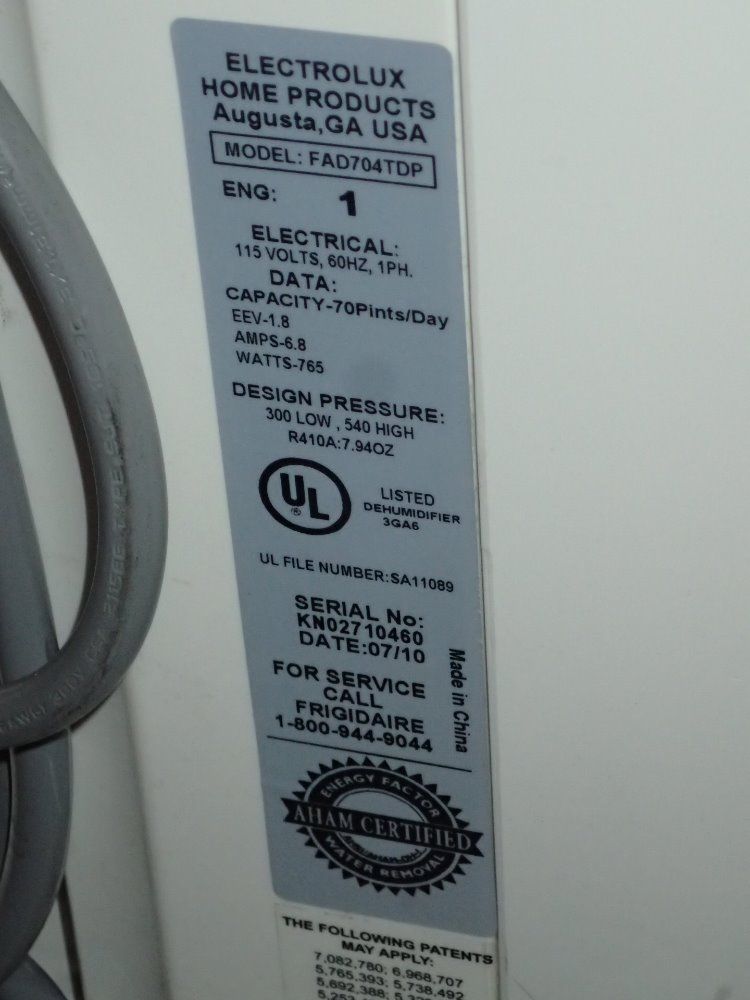 ELECTROLUX
HOME PRODUCTS
Augusta,GA USA
MODEL: FAD704TDP
ENG: 1
ELECTRICAL:
115 VOLTS, 60HZ, 1PH.
DATA:
CAPACITY-70Pints/Day
EEV-1.8
AMPS-6.8
WATTS-765
DESIGN PRESSURE:
300 LOW , 540 HIGH
R410A:7.94OZ
UL
®
LISTED
DEHUMIDIFIER
3GA6
UL FILE NUMBER:SA11089
SERIAL No:
KN02710460
DATE:07/10
Made in China
FOR SERVICE
CALL
FRIGIDAIRE
1-800-944-9044
ENERGY FACTOR
AHAM CERTIFIED
WATER REMOVAL
THE FOLLOWING PATENTS
MAY APPLY:
7,082,780; 6,968,707
5,765,393; 5,738,492
5,692,388;